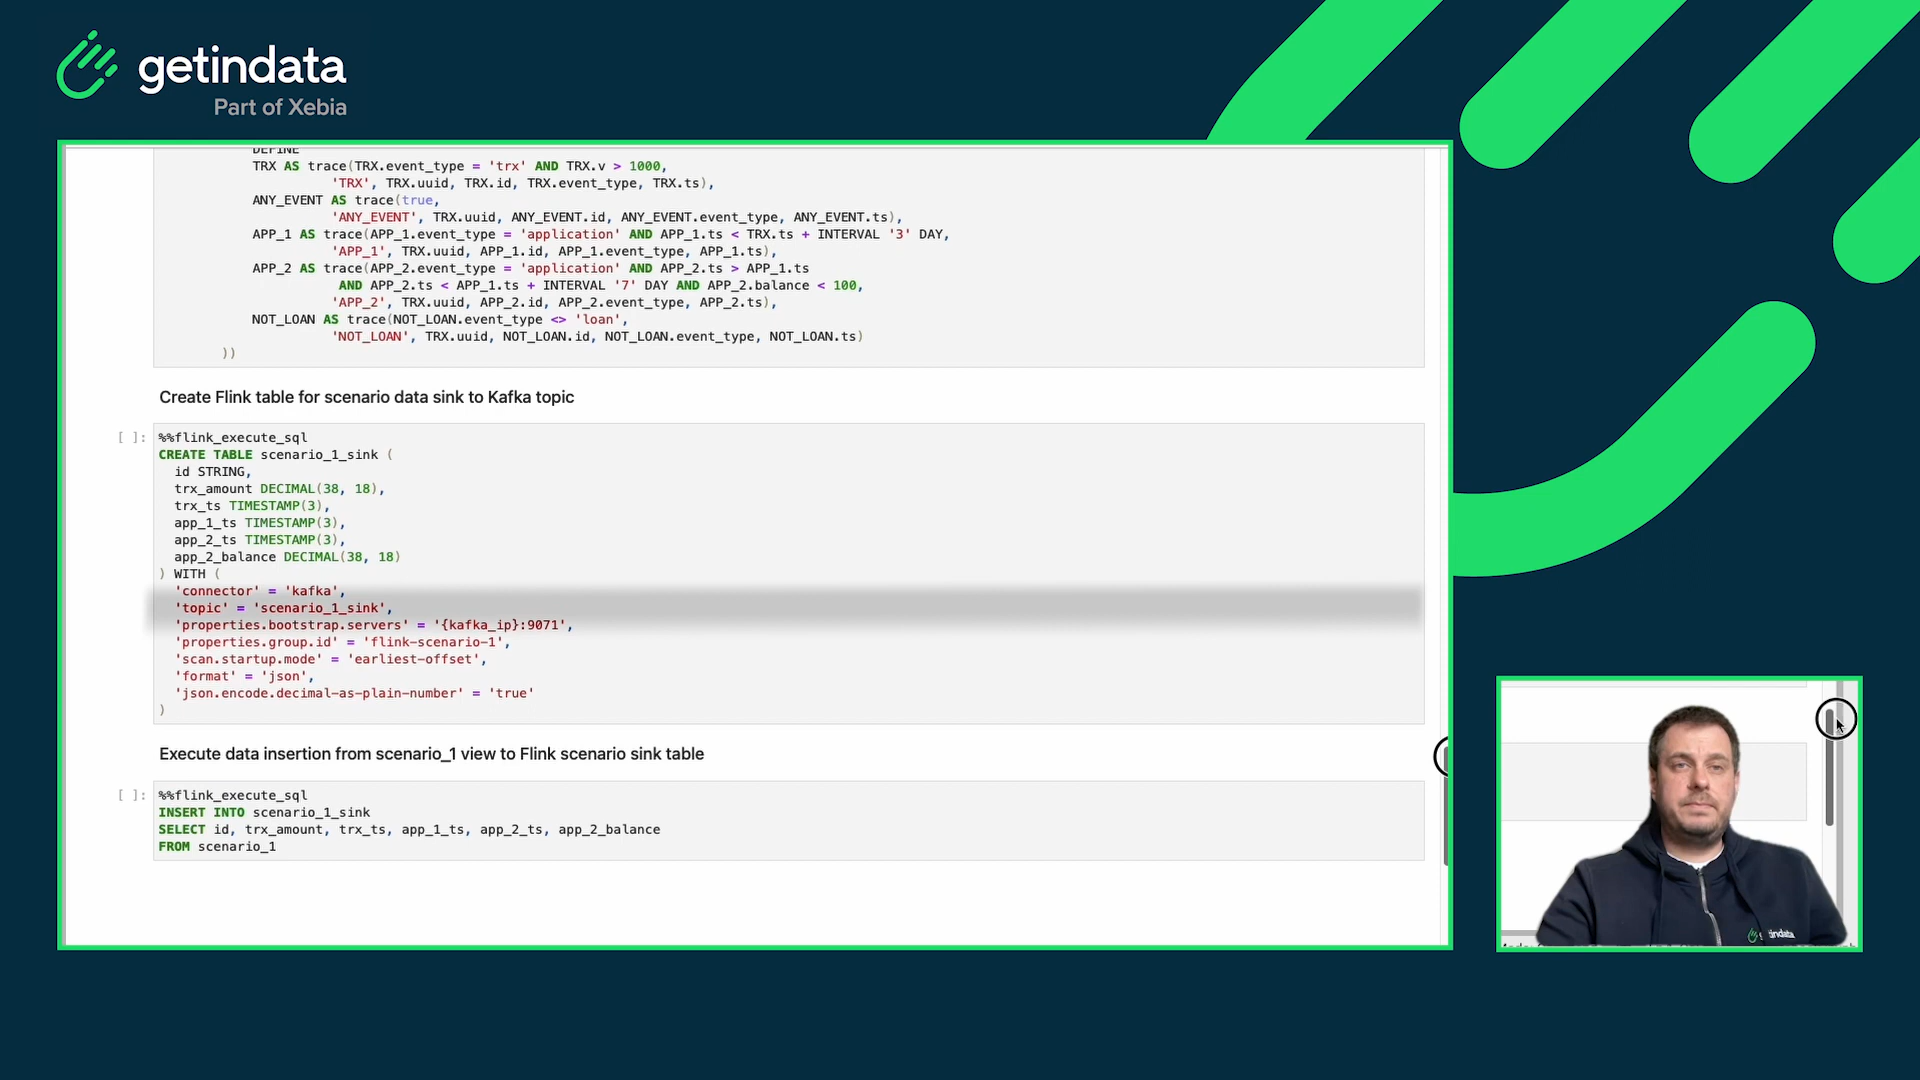 getindata
Part of Xebia
DEFINE
TRX AS trace(TRX.event_type = 'trx' AND TRX.v > 1000,
'TRX', TRX.uuid, TRX.id, TRX.event_type, TRX.ts),
ANY_EVENT AS trace(true,
'ANY_EVENT', TRX.uuid, ANY_EVENT.id, ANY_EVENT.event_type, ANY_EVENT.ts),
APP_1 AS trace(APP_1.event_type = 'application' AND APP_1.ts < TRX.ts + INTERVAL '3' DAY,
'APP_1', TRX.uuid, APP_1.id, APP_1.event_type, APP_1.ts),
APP_2 AS trace(APP_2.event_type = 'application' AND APP_2.ts > APP_1.ts
AND APP_2.ts < APP_1.ts + INTERVAL '7' DAY AND APP_2.balance < 100,
'APP_2', TRX.uuid, APP_2.id, APP_2.event_type, APP_2.ts),
NOT_LOAN AS trace(NOT_LOAN.event_type <> 'loan',
'NOT_LOAN', TRX.uuid, NOT_LOAN.id, NOT_LOAN.event_type, NOT_LOAN.ts)
))
Create Flink table for scenario data sink to Kafka topic
[ ]:
%%flink_execute_sql
CREATE TABLE scenario_1_sink (
id STRING,
trx_amount DECIMAL(38, 18),
trx_ts TIMESTAMP(3),
app_1_ts TIMESTAMP(3),
app_2_ts TIMESTAMP(3),
app_2_balance DECIMAL(38, 18)
) WITH (
'connector' = 'kafka',
'topic' = 'scenario_1_sink',
'properties.bootstrap.servers' = '{kafka_ip}:9071',
'properties.group.id' = 'flink-scenario-1',
'scan.startup.mode' = 'earliest-offset',
'format' = 'json',
'json.encode.decimal-as-plain-number' = 'true'
)
Execute data insertion from scenario_1 view to Flink scenario sink table
[ ]:
%%flink_execute_sql
INSERT INTO scenario_1_sink
SELECT id, trx_amount, trx_ts, app_1_ts, app_2_ts, app_2_balance
FROM scenario_1